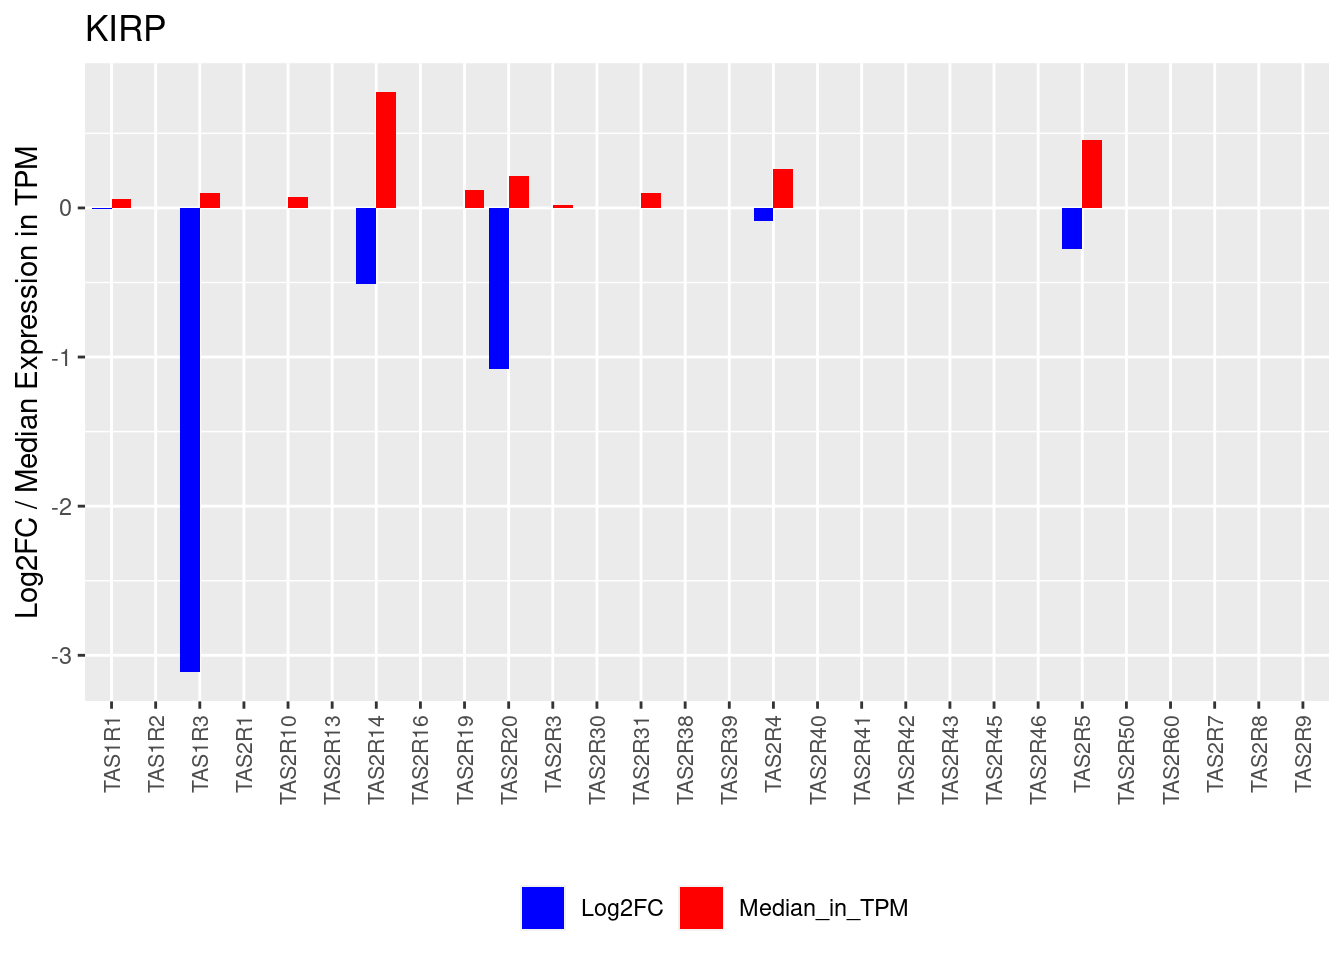 KIRP
Log2FC / Median Expression in TPM
0
-1
-2
-3
TAS1R1
TAS1R2
TAS1R3
TAS2R1
TAS2R10
TAS2R13
TAS2R14
TAS2R16
TAS2R19
TAS2R20
TAS2R3
TAS2R30
TAS2R31
TAS2R38
TAS2R39
TAS2R4
TAS2R40
TAS2R41
TAS2R42
TAS2R43
TAS2R45
TAS2R46
TAS2R5
TAS2R50
TAS2R60
TAS2R7
TAS2R8
TAS2R9
Log2FC
Median_in_TPM